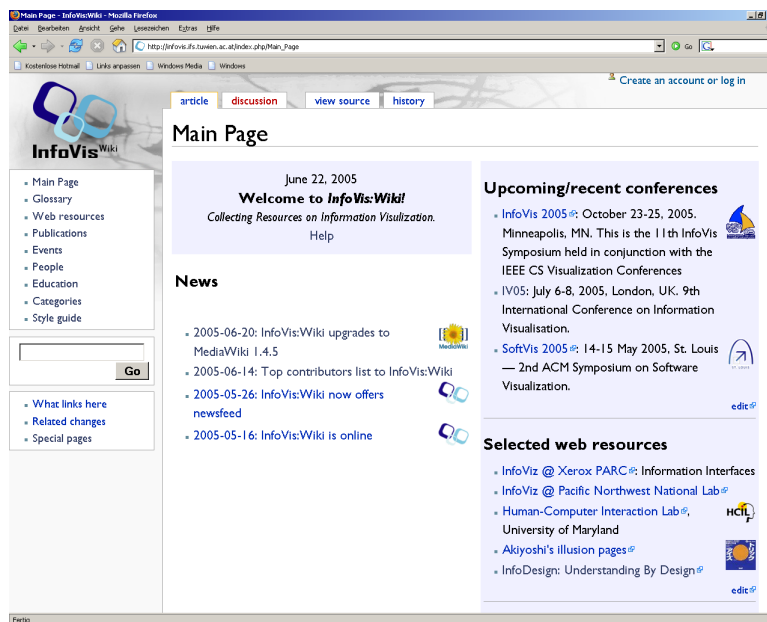 Main Page - InfoVis:Wiki - Mozilla Firefox
Datei Bearbeiten Ansicht Gehe Lesezeichen Extras Hilfe
http://infovis.ifs.tuwien.ac.at/index.php/Main_Page Go
Kostenlose Hotmail Links anpassen Windows Media Windows
Create an account or log in
article discussion view source history
InfoVis Wiki
Main Page
Glossary
Web resources
Publications
Events
People
Education
Categories
Style guide
Go
What links here
Related changes
Special pages
Main Page
June 22, 2005
Welcome to InfoVis:Wiki!
Collecting Resources on Information Visulization.
Help
News
2005-06-20: InfoVis:Wiki upgrades to
MediaWiki 1.4.5
MediaWiki
2005-06-14: Top contributors list to InfoVis:Wiki
2005-05-26: InfoVis:Wiki now offers
newsfeed
2005-05-16: InfoVis:Wiki is online
Upcoming/recent conferences
InfoVis 2005: October 23-25, 2005.
Minneapolis, MN. This is the 11th InfoVis
Symposium held in conjunction with the
IEEE CS Visualization Conferences
IV05: July 6-8, 2005, London, UK. 9th
International Conference on Information
Visualisation.
SoftVis 2005: 14-15 May 2005, St. Louis
— 2nd ACM Symposium on Software
Visualization.
edit
Selected web resources
InfoViz @ Xerox PARC: Information Interfaces
InfoViz @ Pacific Northwest National Lab
Human-Computer Interaction Lab,
University of Maryland
HCIL
Akiyoshi's illusion pages
InfoDesign: Understanding By Design
edit
Fertig